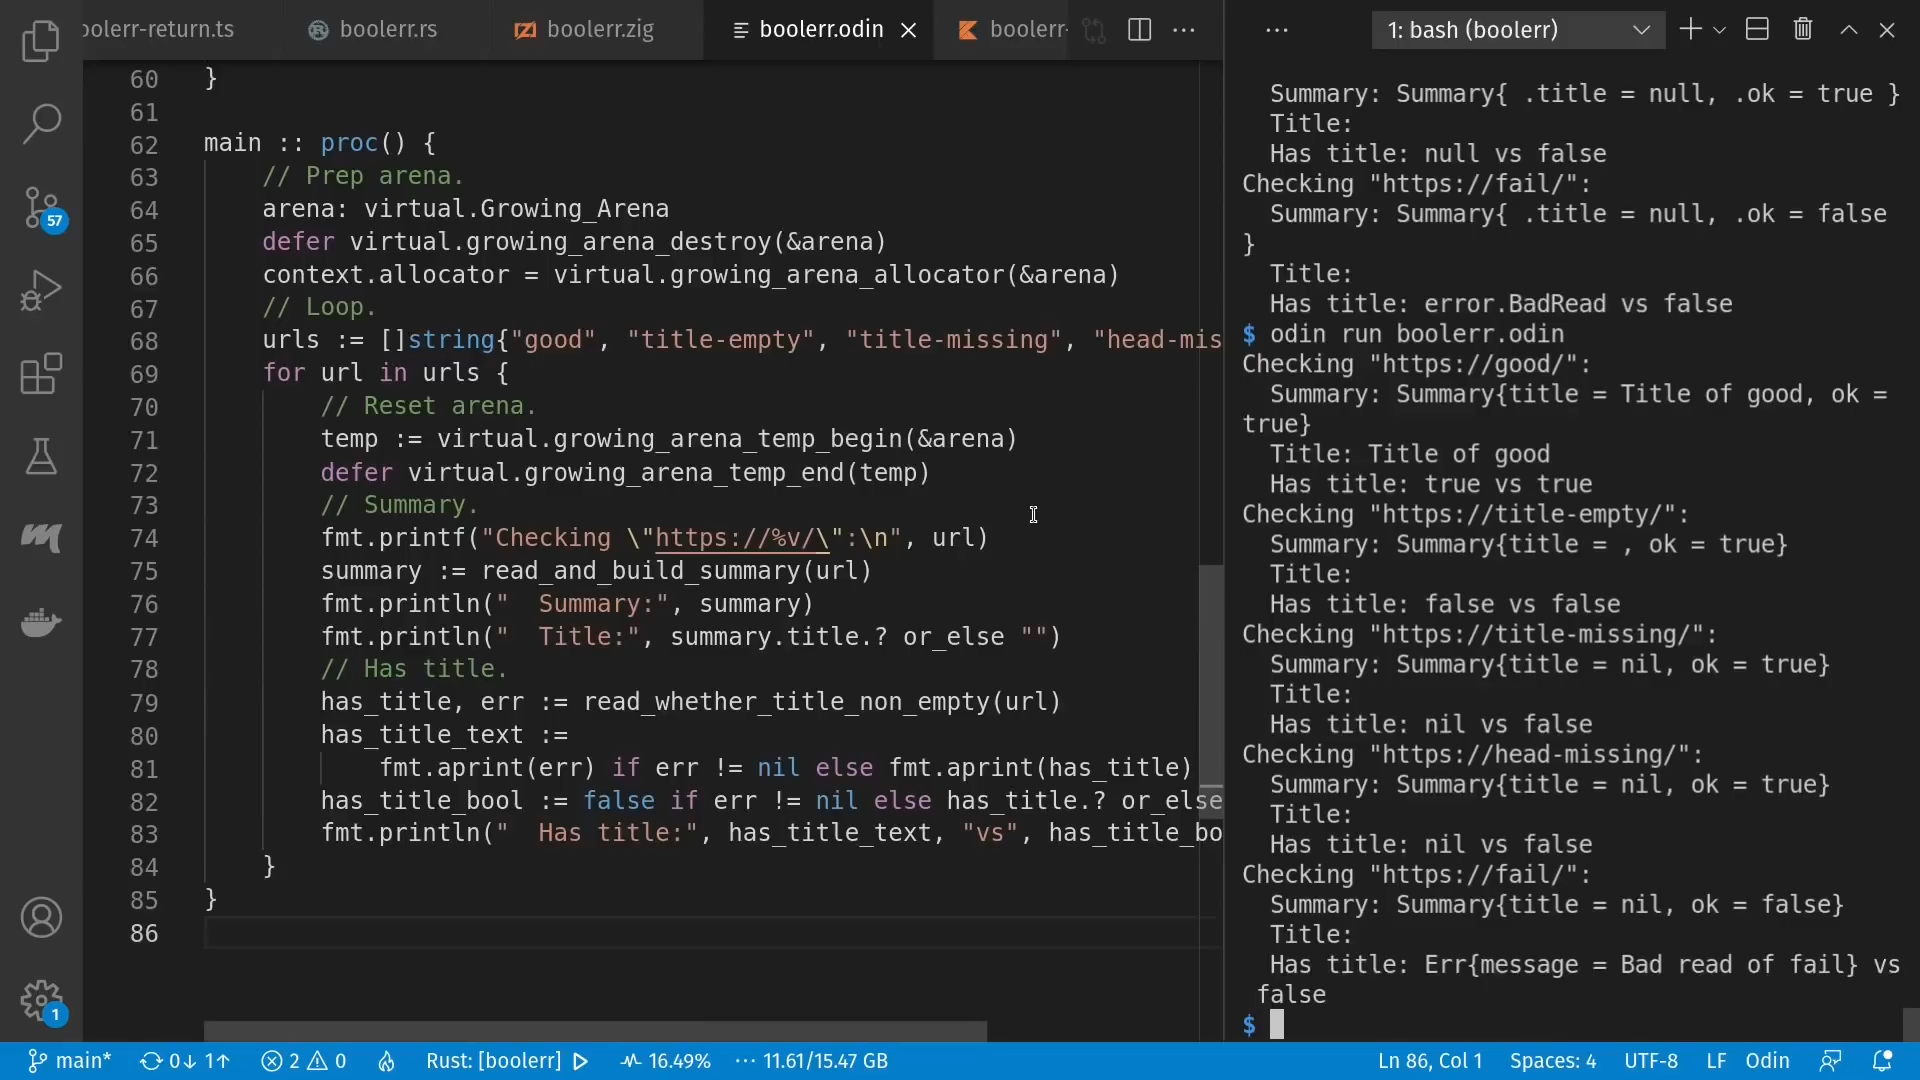 oolerr-return.ts
boolerr.rs
boolerr.zig
boolerr.odin
boolerr-
1: bash (boolerr)
57
1
60 }
61
62 main :: proc() {
63 // Prep arena.
64 arena: virtual.Growing_Arena
65 defer virtual.growing_arena_destroy(&arena)
66 context.allocator = virtual.growing_arena_allocator(&arena)
67 // Loop.
68 urls := []string{"good", "title-empty", "title-missing", "head-mis
69 for url in urls {
70 // Reset arena.
71 temp := virtual.growing_arena_temp_begin(&arena)
72 defer virtual.growing_arena_temp_end(temp)
73 // Summary.
74 fmt.printf("Checking \"https://%v/\":\n", url)
75 summary := read_and_build_summary(url)
76 fmt.println("  Summary:", summary)
77 fmt.println("  Title:", summary.title.? or_else "")
78 // Has title.
79 has_title, err := read_whether_title_non_empty(url)
80 has_title_text :=
81 fmt.aprint(err) if err != nil else fmt.aprint(has_title)
82 has_title_bool := false if err != nil else has_title.? or_else
83 fmt.println("  Has title:", has_title_text, "vs", has_title_bo
84 }
85 }
86
Summary: Summary{ .title = null, .ok = true }
Title:
Has title: null vs false
Checking "https://fail/":
Summary: Summary{ .title = null, .ok = false
}
Title:
Has title: error.BadRead vs false
$ odin run boolerr.odin
Checking "https://good/":
Summary: Summary{title = Title of good, ok =
true}
Title: Title of good
Has title: true vs true
Checking "https://title-empty/":
Summary: Summary{title = , ok = true}
Title:
Has title: false vs false
Checking "https://title-missing/":
Summary: Summary{title = nil, ok = true}
Title:
Has title: nil vs false
Checking "https://head-missing/":
Summary: Summary{title = nil, ok = true}
Title:
Has title: nil vs false
Checking "https://fail/":
Summary: Summary{title = nil, ok = false}
Title:
Has title: Err{message = Bad read of fail} vs
false
$
main* 0↓ 1↑ 2 0 Rust: [boolerr] 16.49% 11.61/15.47 GB Ln 86, Col 1 Spaces: 4 UTF-8 LF Odin